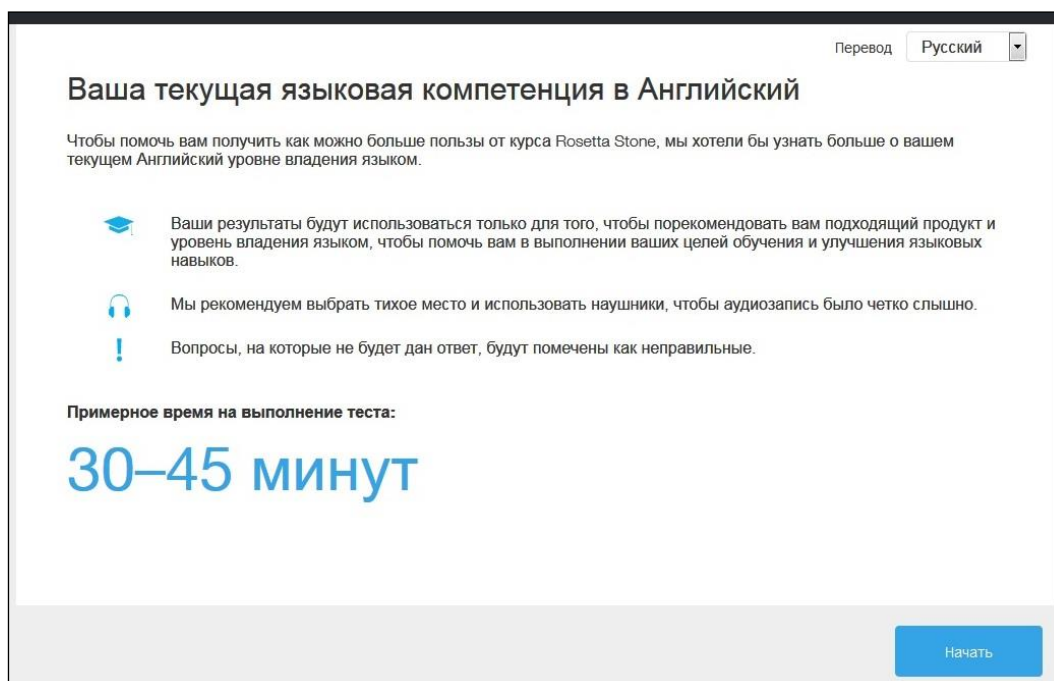 Перевод Русский
Ваша текущая языковая компетенция в Английский
Чтобы помочь вам получить как можно больше пользы от курса Rosetta Stone, мы хотели бы узнать больше о вашем
текущем Английский уровне владения языком.
Ваши результаты будут использоваться только для того, чтобы порекомендовать вам подходящий продукт и
уровень владения языком, чтобы помочь вам в выполнении ваших целей обучения и улучшения языковых
навыков.
Мы рекомендуем выбрать тихое место и использовать наушники, чтобы аудиозапись было четко слышно.
Вопросы, на которые не будет дан ответ, будут помечены как неправильные.
Примерное время на выполнение теста:
30–45 минут
Начать